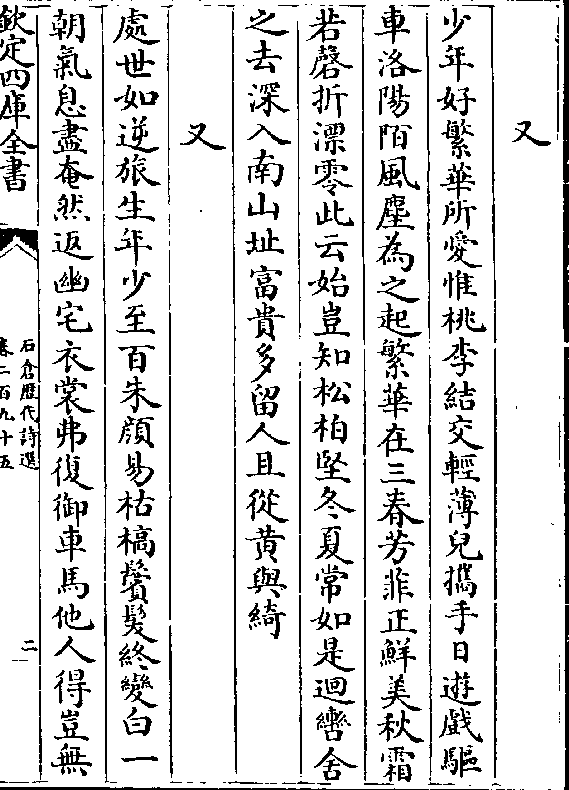 又
少年好繁華所愛惟桃李結交輕薄兒攜手日遊戲驅
車洛陽陌風塵為之起繁華在三春芳菲正鮮美秋霜
若磬折漂零此云始豈知松柏堅冬夏常如是迴轡舍
之去深入南山址富貴多留人且從黄與綺
又
處世如逆旅生年少至百朱顔易枯槁鬢髮終變白一
朝氣息盡奄然返幽宅衣裳弗復御車馬他人得豈無
欽定四庫全書
石倉歷代詩選
卷二百九十五
二